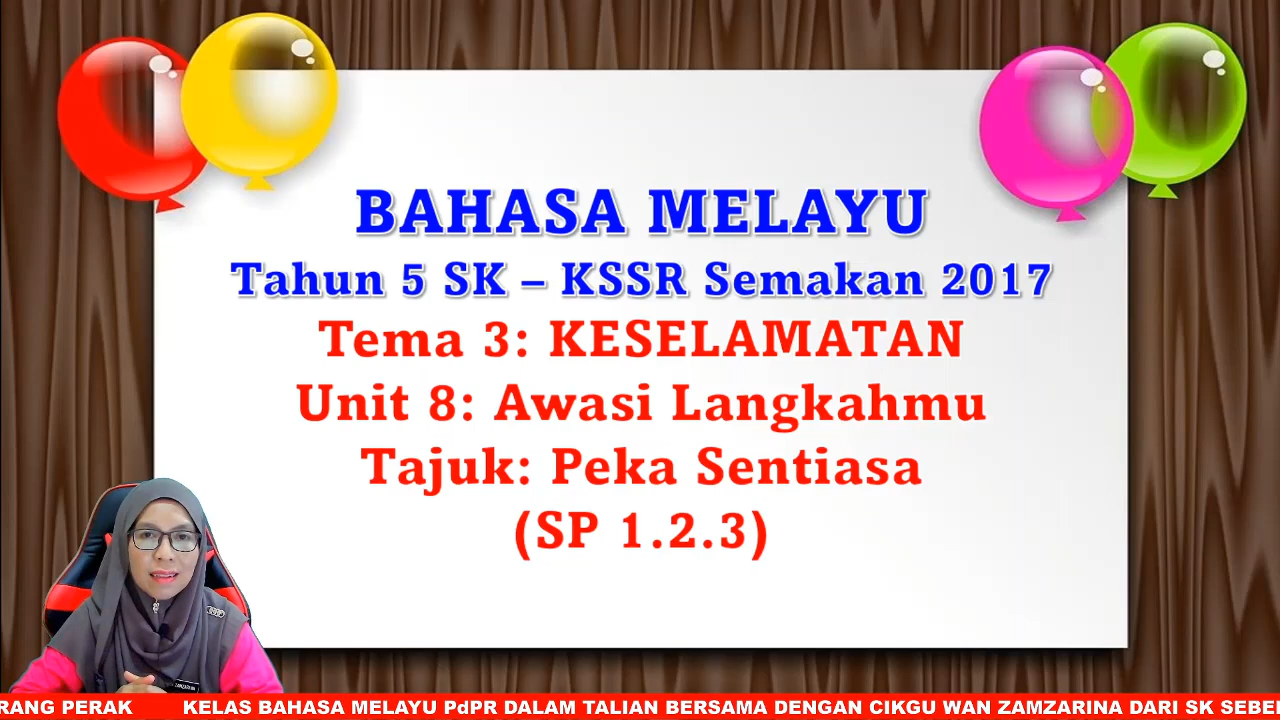 BAHASA MELAYU
Tahun 5 SK – KSSR Semakan 2017
Tema 3: KESELAMATAN
Unit 8: Awasi Langkahmu
Tajuk: Peka Sentiasa
(SP 1.2.3)
RANG PERAK KELAS BAHASA MELAYU PdPR DALAM TALIAN BERSAMA DENGAN CIKGU WAN ZAMZARINA DARI SK SEBE